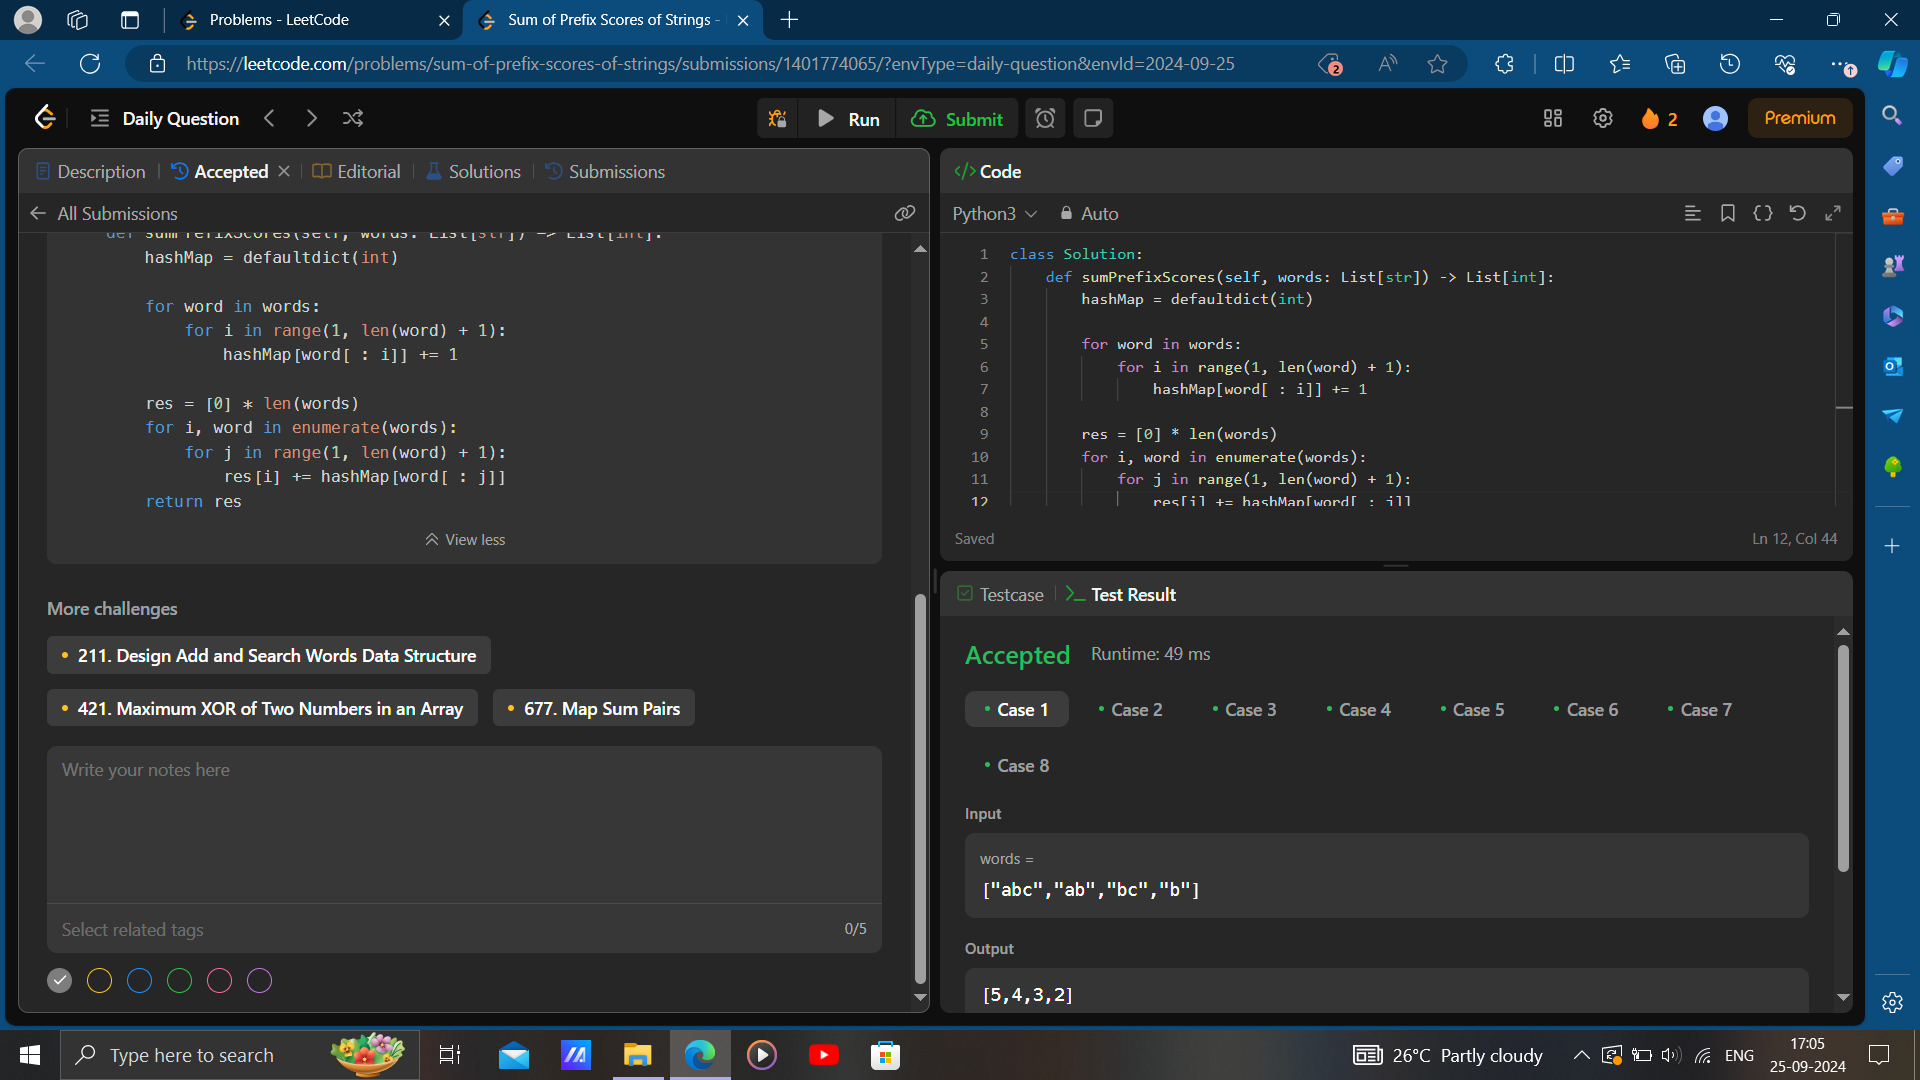 Problems - LeetCode
Sum of Prefix Scores of Strings -
https://leetcode.com/problems/sum-of-prefix-scores-of-strings/submissions/1401774065/?envType=daily-question&envId=2024-09-25
2
Daily Question
Run
Submit
2
Premium
Description
Accepted
Editorial
Solutions
Submissions
All Submissions
def sumPrefixScores(self, words: List[str]) -> List[int]:
hashMap = defaultdict(int)
for word in words:
for i in range(1, len(word) + 1):
hashMap[word[ : i]] += 1
res = [0] * len(words)
for i, word in enumerate(words):
for j in range(1, len(word) + 1):
res[i] += hashMap[word[ : j]]
return res
View less
More challenges
211. Design Add and Search Words Data Structure
421. Maximum XOR of Two Numbers in an Array
677. Map Sum Pairs
Write your notes here
Select related tags
0/5
</> Code
Python3
Auto
1 class Solution:
2 def sumPrefixScores(self, words: List[str]) -> List[int]:
3 hashMap = defaultdict(int)
4
5 for word in words:
6 for i in range(1, len(word) + 1):
7 hashMap[word[ : i]] += 1
8
9 res = [0] * len(words)
10 for i, word in enumerate(words):
11 for j in range(1, len(word) + 1):
12 res[i] += hashMap[word[ : j]]
Saved
Ln 12, Col 44
Testcase
Test Result
Accepted
Runtime: 49 ms
Case 1
Case 2
Case 3
Case 4
Case 5
Case 6
Case 7
Case 8
Input
words =
["abc","ab","bc","b"]
Output
[5,4,3,2]
Type here to search
26°C Partly cloudy
ENG
17:05
25-09-2024